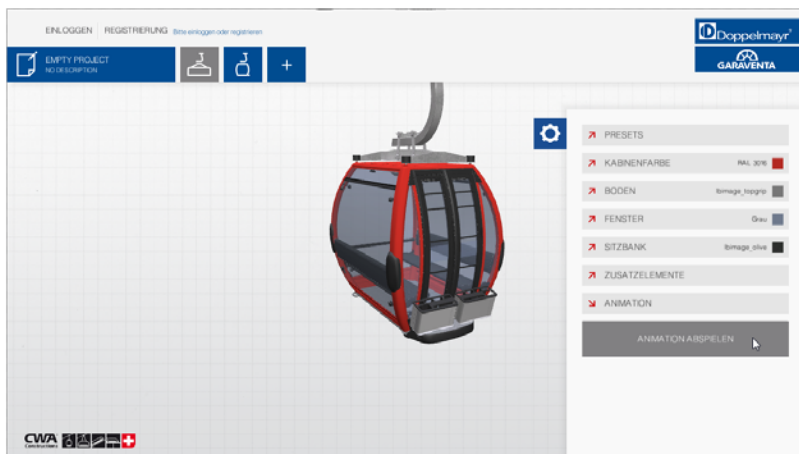 EINLOGGEN
REGISTRIERUNG
Bitte einloggen oder registrieren
Doppelmayr
GARAVENTA
EMPTY PROJECT
NO DESCRIPTION
+
PRESETS
KABINENFARBE RAL 3016
BODEN lbimage_topgrip
FENSTER Grau
SITZBANK lbimage_olive
ZUSATZELEMENTE
ANIMATION
ANIMATION ABSPIELEN
CWA
Constructions